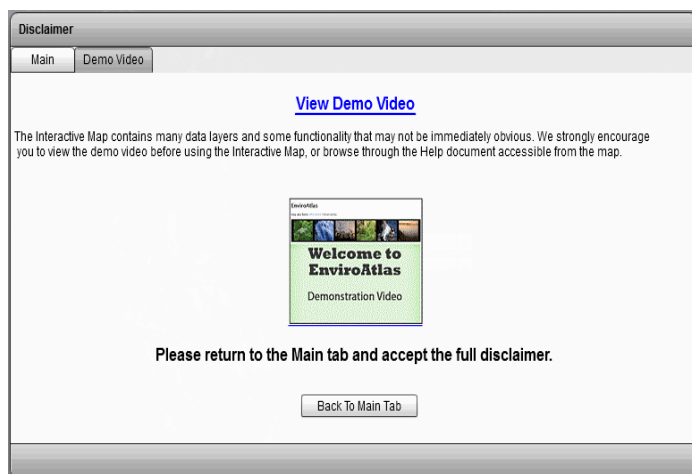 Disclaimer
Main Demo Video
View Demo Video
The Interactive Map contains many data layers and some functionality that may not be immediately obvious. We strongly encourage
you to view the demo video before using the Interactive Map, or browse through the Help document accessible from the map.
EnviroAtlas
Welcome to
EnviroAtlas
Demonstration Video
Please return to the Main tab and accept the full disclaimer.
Back To Main Tab